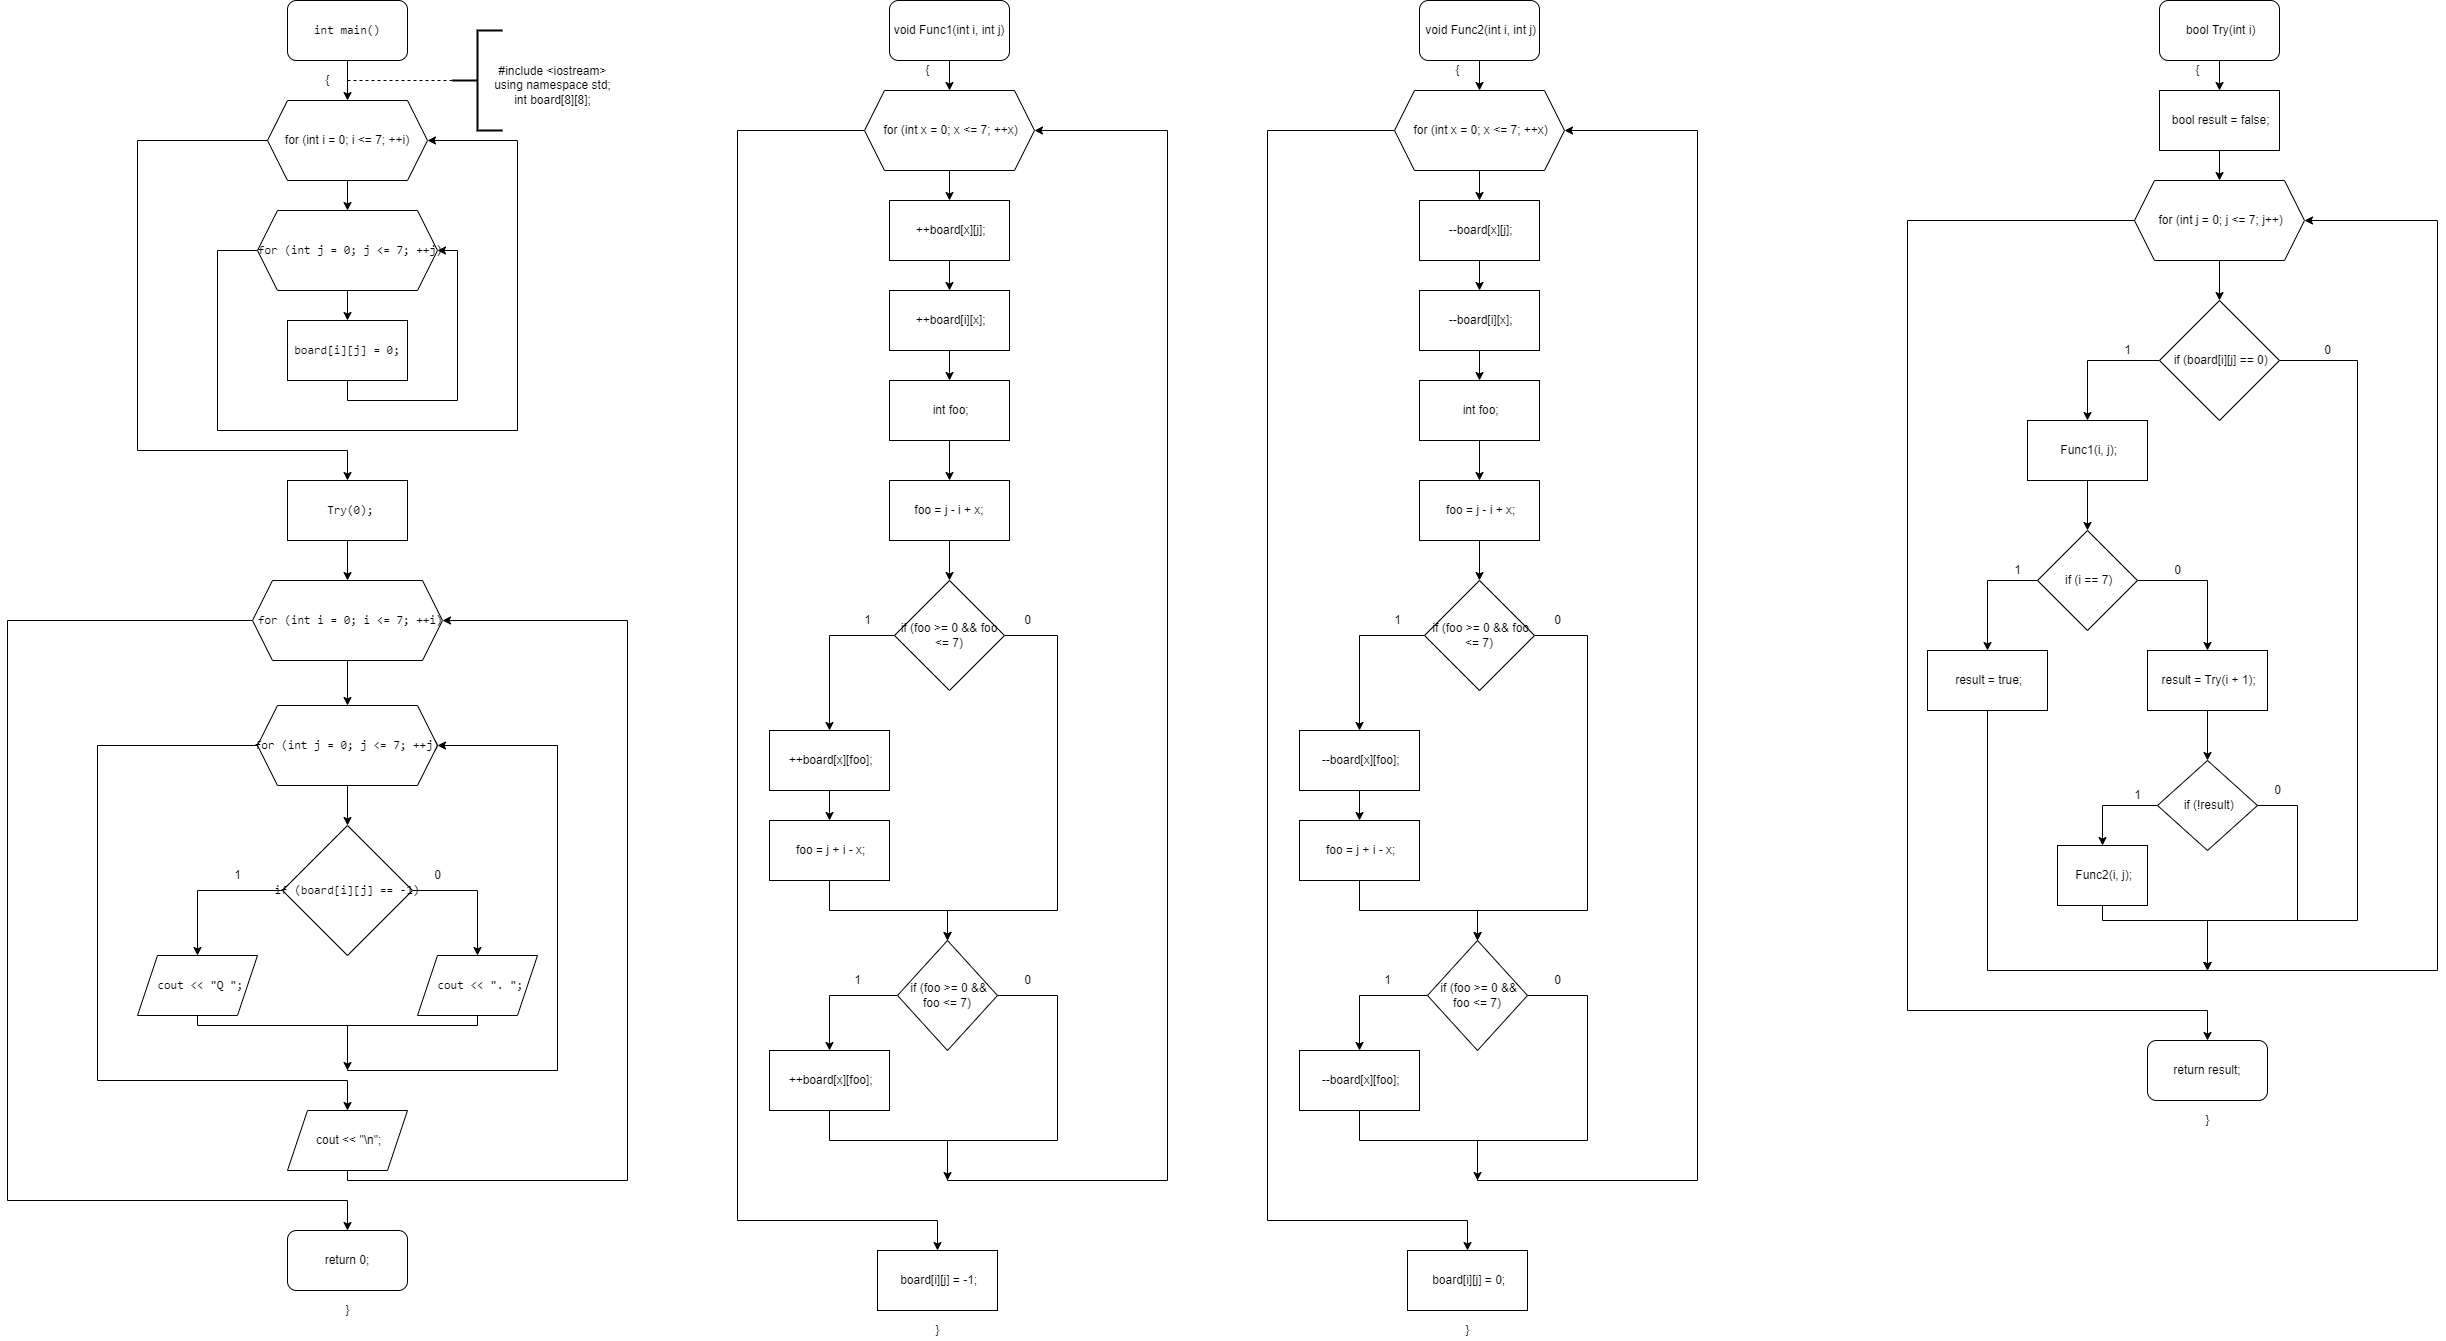 int main()
{
#include <iostream>
using namespace std;
int board[8][8];
for (int i = 0; i <= 7; ++i)
for (int j = 0; j <= 7; ++j)
board[i][j] = 0;
Try(0);
for (int i = 0; i <= 7; ++i)
for (int j = 0; j <= 7; ++j)
if (board[i][j] == -1)
1
0
cout << "Q ";
cout << ". ";
cout << "\n";
return 0;
}
void Func1(int i, int j)
{
for (int x = 0; x <= 7; ++x)
++board[x][j];
++board[i][x];
int foo;
foo = j - i + x;
if (foo >= 0 && foo
<= 7)
1
0
++board[x][foo];
foo = j + i - x;
if (foo >= 0 &&
foo <= 7)
1
0
++board[x][foo];
board[i][j] = -1;
}
void Func2(int i, int j)
{
for (int x = 0; x <= 7; ++x)
--board[x][j];
--board[i][x];
int foo;
foo = j - i + x;
if (foo >= 0 && foo
<= 7)
1
0
--board[x][foo];
foo = j + i - x;
if (foo >= 0 &&
foo <= 7)
1
0
--board[x][foo];
board[i][j] = 0;
}
bool Try(int i)
{
bool result = false;
for (int j = 0; j <= 7; j++)
if (board[i][j] == 0)
1
0
Func1(i, j);
if (i == 7)
1
0
result = true;
result = Try(i + 1);
if (!result)
1
0
Func2(i, j);
return result;
}